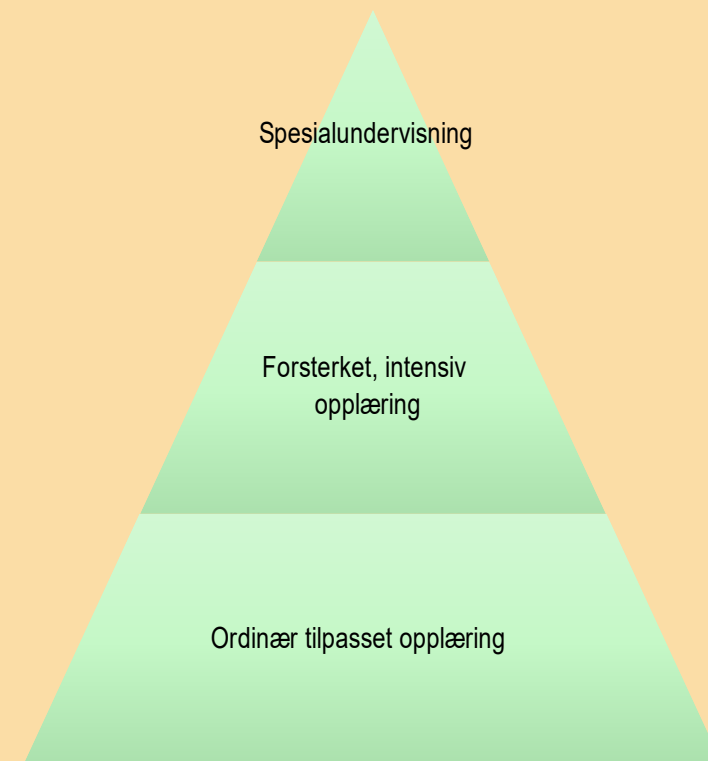 Spesialundervisning
Forsterket, intensiv
opplæring
Ordinær tilpasset opplæring